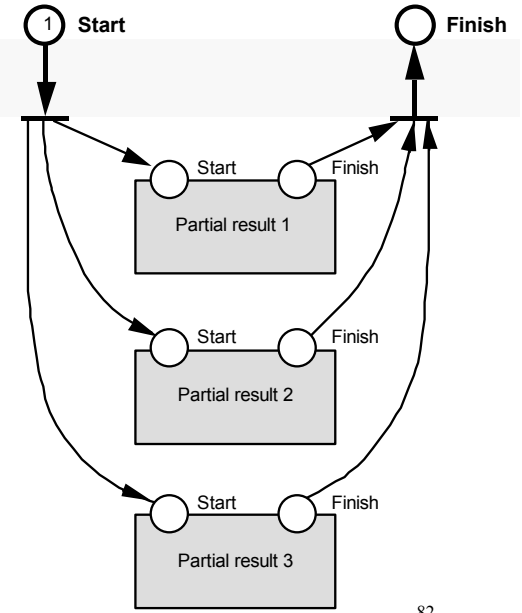 1 Start Finish
Start Finish
Partial result 1
Start Finish
Partial result 2
Start Finish
Partial result 3
82